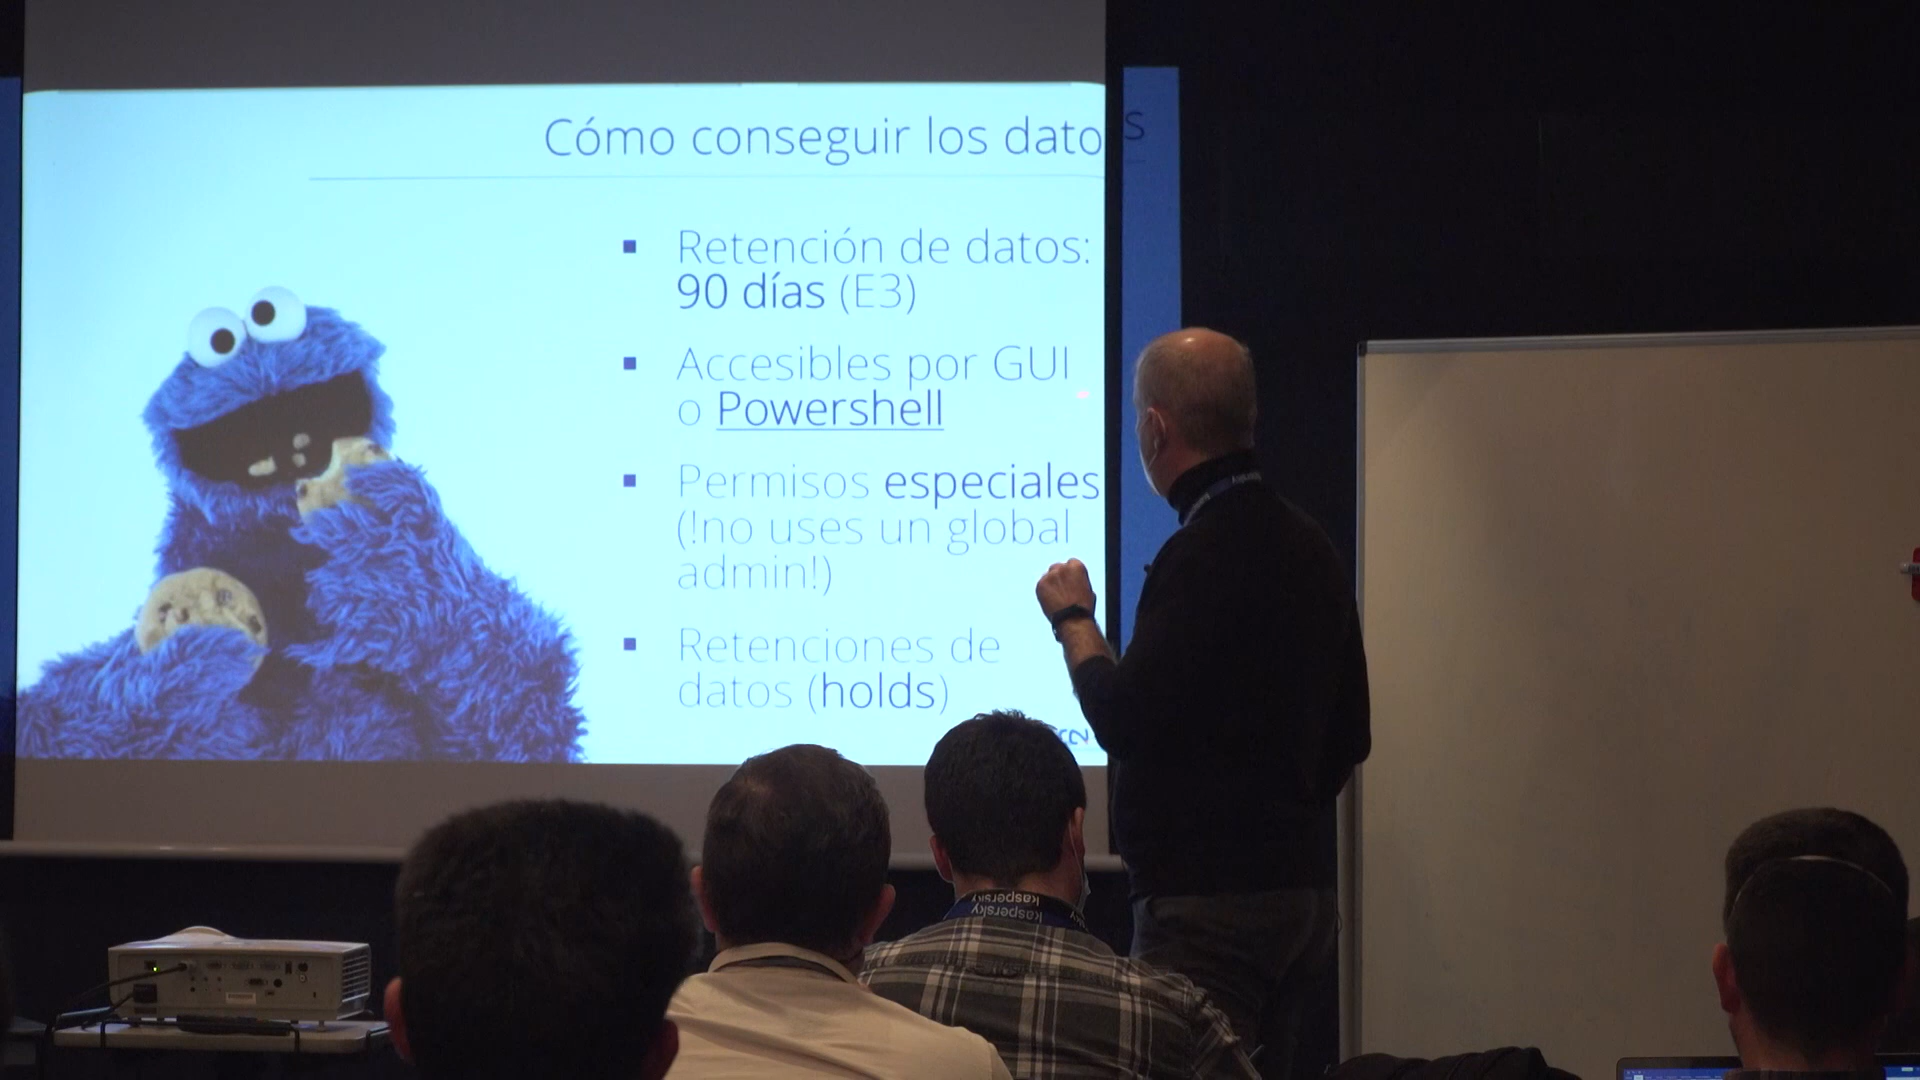 Cómo conseguir los datos
▪ Retención de datos:
90 días (E3)
▪ Accesibles por GUI
o Powershell
▪ Permisos especiales
(!no uses un global
admin!)
▪ Retenciones de
datos (holds)
kaspersky
kaspersky